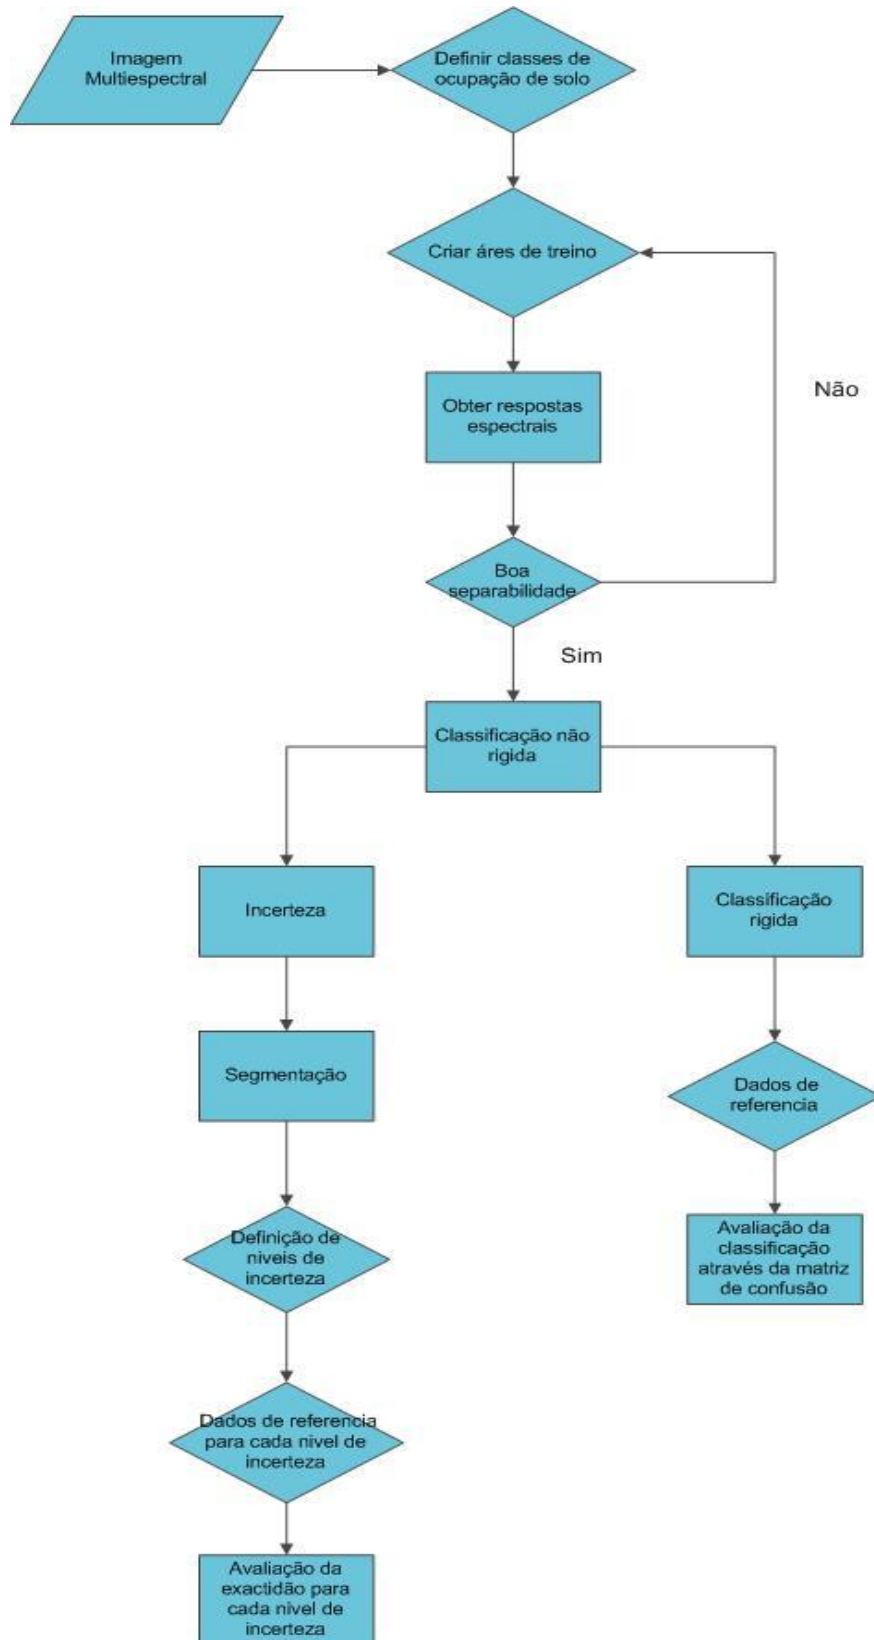 Imagem
Multiespectral
Definir classes de
ocupação de solo
Criar áres de treino
Obter respostas
espectrais
Não
Boa
separabilidade
Sim
Classificação não
rigida
Incerteza
Classificação
rigida
Segmentação
Dados de
referencia
Definição de
niveis de
incerteza
Avaliação da
classificação
através da matriz
de confusão
Dados de referencia
para cada nivel de
incerteza
Avaliação da
exactidão para
cada nivel de
incerteza